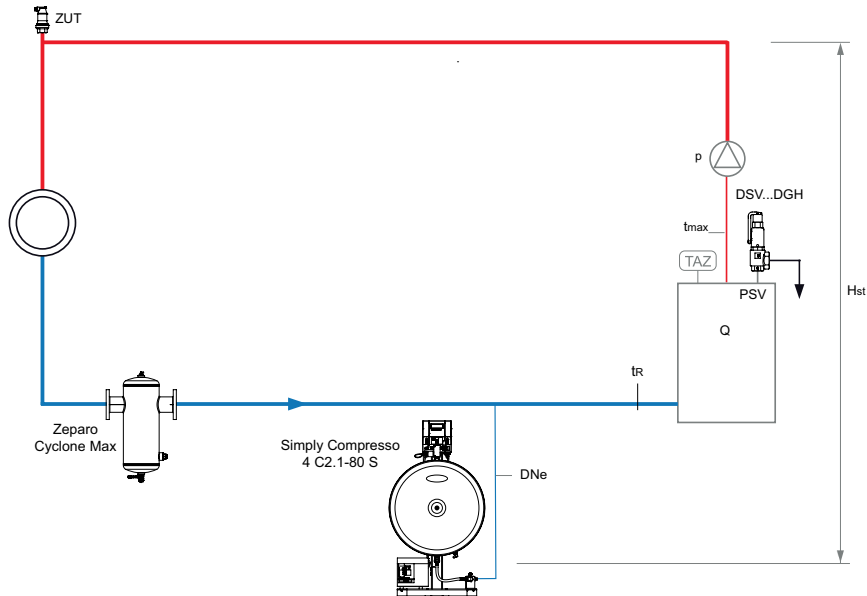 ZUT
p
DSV...DGH
tmax
TAZ
PSV
Hst
Q
tR
Zeparo
Cyclone Max
Simply Compresso
4 C2.1-80 S
DNe